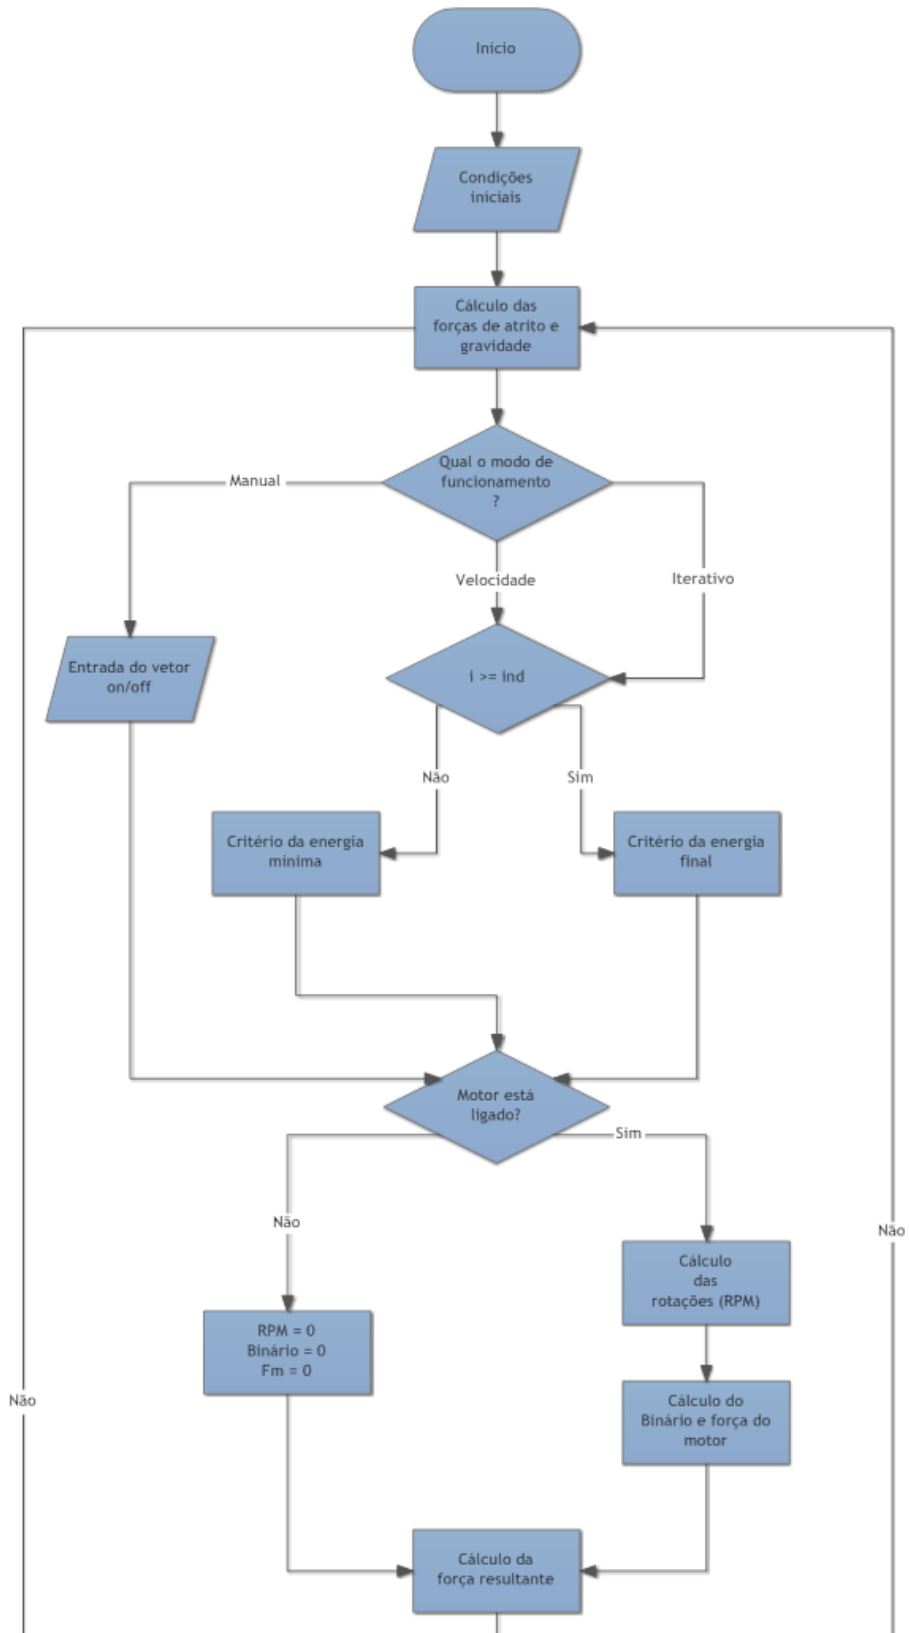 Inicio
Condições
iniciais
Cálculo das
forças de atrito e
gravidade
Qual o modo de
funcionamento
?
Manual
Velocidade
Iterativo
Entrada do vetor
on/off
i >= ind
Não
Sim
Critério da energia
minima
Critério da energia
final
Motor está
ligado?
Sim
Não
Não
Cálculo
das
rotações (RPM)
RPM = 0
Binário = 0
Fm = 0
Não
Cálculo do
Binário e força do
motor
Cálculo da
força resultante